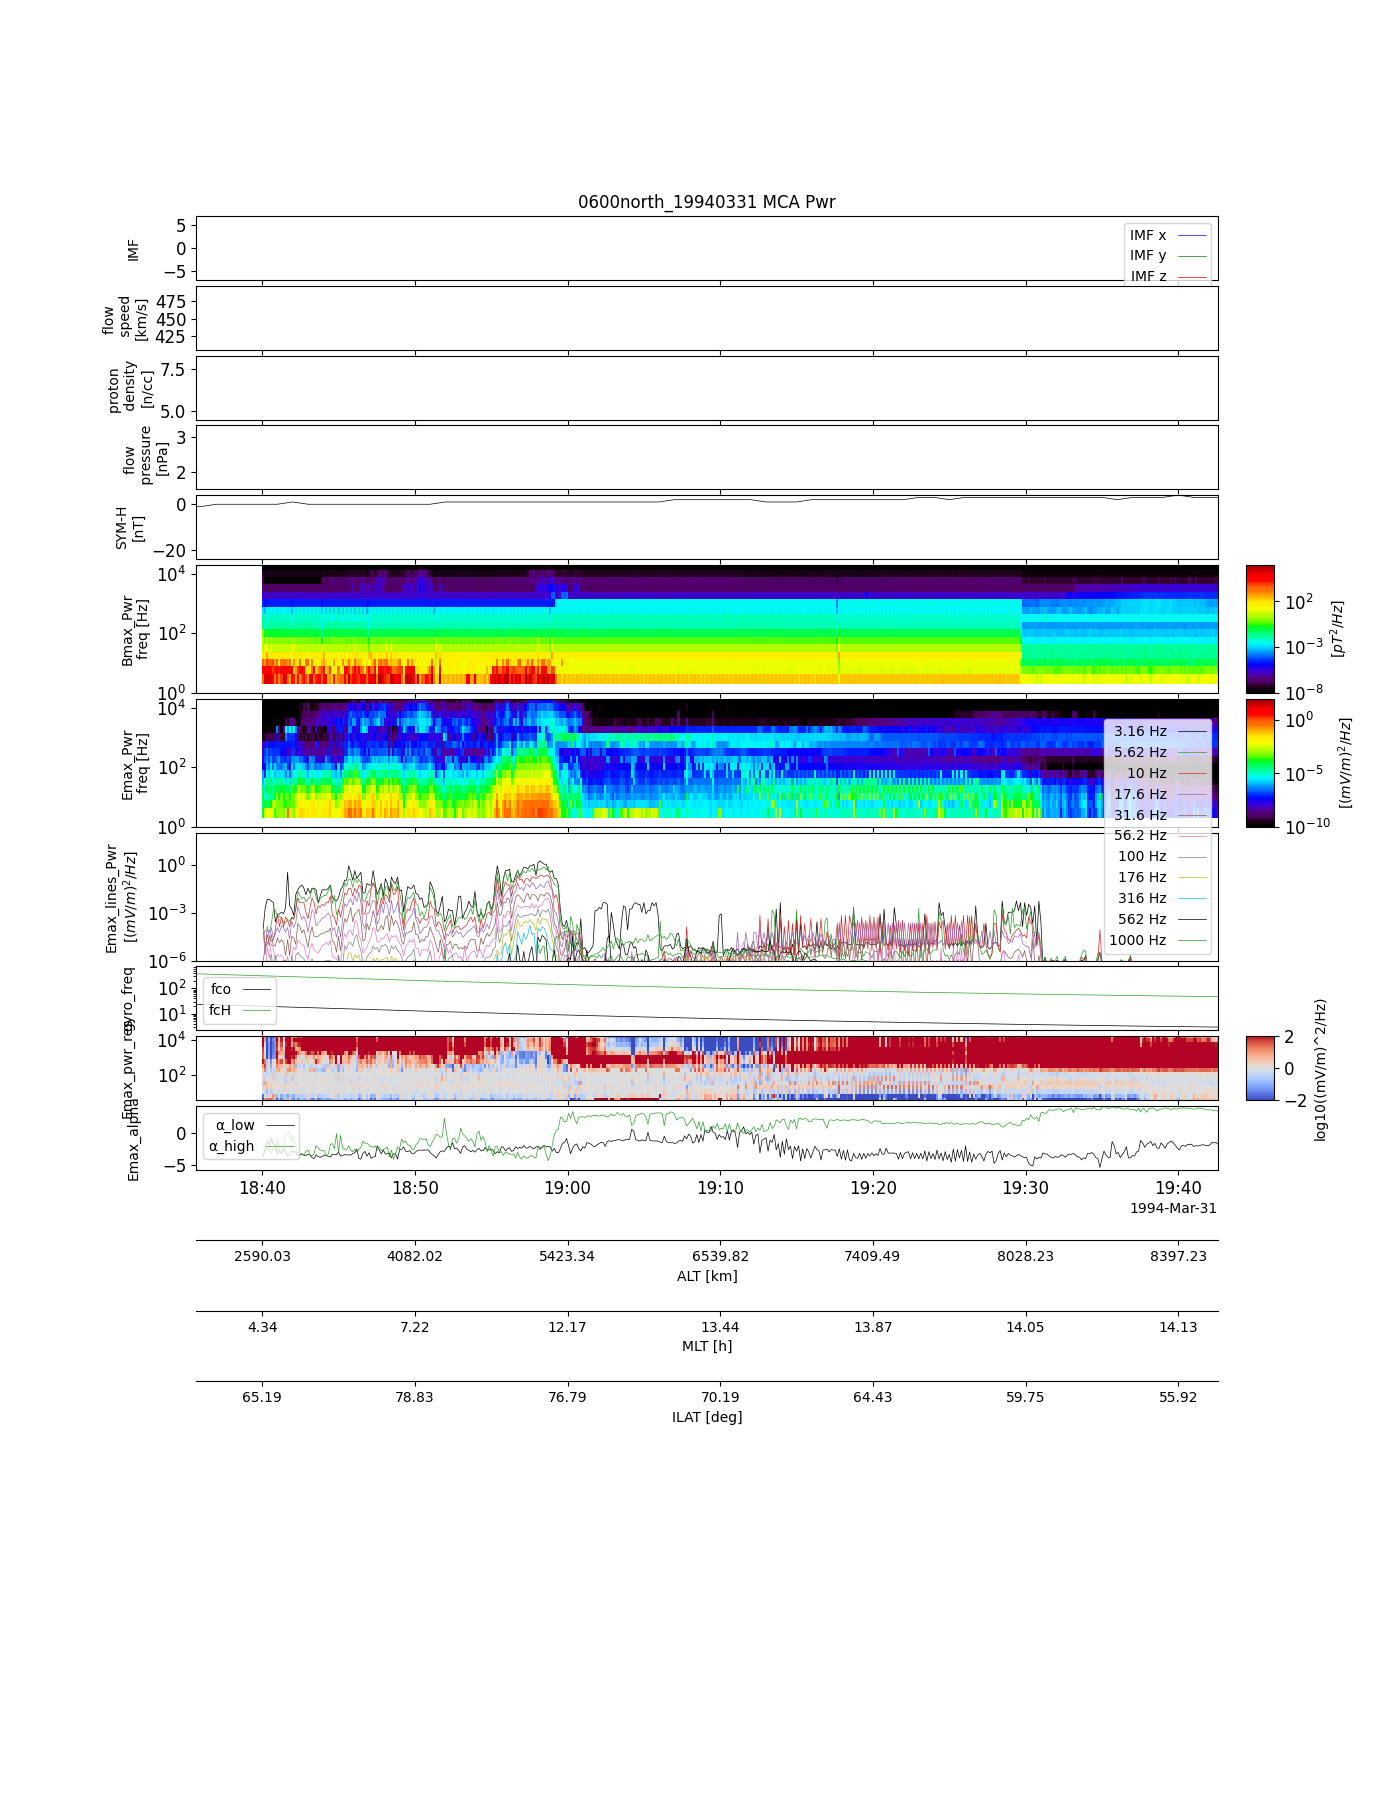 0600north_19940331 MCA Pwr
IMF
5
0
−5
IMF x
IMF y
IMF z
flow
speed
[km/s]
475
450
425
proton
density
[n/cc]
7.5
5.0
flow
pressure
[nPa]
3
2
SYM-H
[nT]
0
−20
Bmax_Pwr
freq [Hz]
10^4
10^2
10^0
10^2
10^−3
10^−8
[pT^2/Hz]
Emax_Pwr
freq [Hz]
10^4
10^2
10^0
10^0
10^−5
10^−10
[(mV/m)^2/Hz]
3.16 Hz
5.62 Hz
10 Hz
17.6 Hz
31.6 Hz
56.2 Hz
100 Hz
176 Hz
316 Hz
562 Hz
1000 Hz
Emax_lines_Pwr
[(mV/m)^2/Hz]
10^0
10^−3
10^−6
gyro_freq
10^2
10^1
fco
fcH
Emax_pwr_reg
10^4
10^2
2
0
−2
log10((mV/m)^2/Hz)
Emax_alpha
0
−5
α_low
α_high
18:40 18:50 19:00 19:10 19:20 19:30 19:40
1994-Mar-31
2590.03 4082.02 5423.34 6539.82 7409.49 8028.23 8397.23
ALT [km]
4.34 7.22 12.17 13.44 13.87 14.05 14.13
MLT [h]
65.19 78.83 76.79 70.19 64.43 59.75 55.92
ILAT [deg]